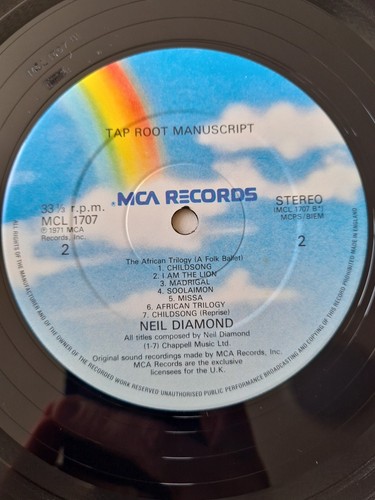 TAP ROOT MANUSCRIPT
MCA RECORDS
33⅓ r.p.m.
MCL 1707
℗ 1971 MCA
Records, Inc.
2
STEREO
(MCL 1707 B*)
MCPS/BIEM
2
The African Trilogy (A Folk Ballet)
1. CHILDSONG
2. I AM THE LION
3. MADRIGAL
4. SOOLAIMON
5. MISSA
6. AFRICAN TRILOGY
7. CHILDSONG (Reprise)
NEIL DIAMOND
All titles composed by Neil Diamond
(1-7) Chappell Music Ltd.
Original sound recordings made by MCA Records, Inc.
MCA Records are the exclusive
licensees for the U.K.
ALL RIGHTS OF THE MANUFACTURER AND OF THE OWNER OF THE RECORDED WORK RESERVED UNAUTHORISED PUBLIC PERFORMANCE BROADCASTING AND COPYING OF THIS RECORD PROHIBITED MADE IN ENGLAND